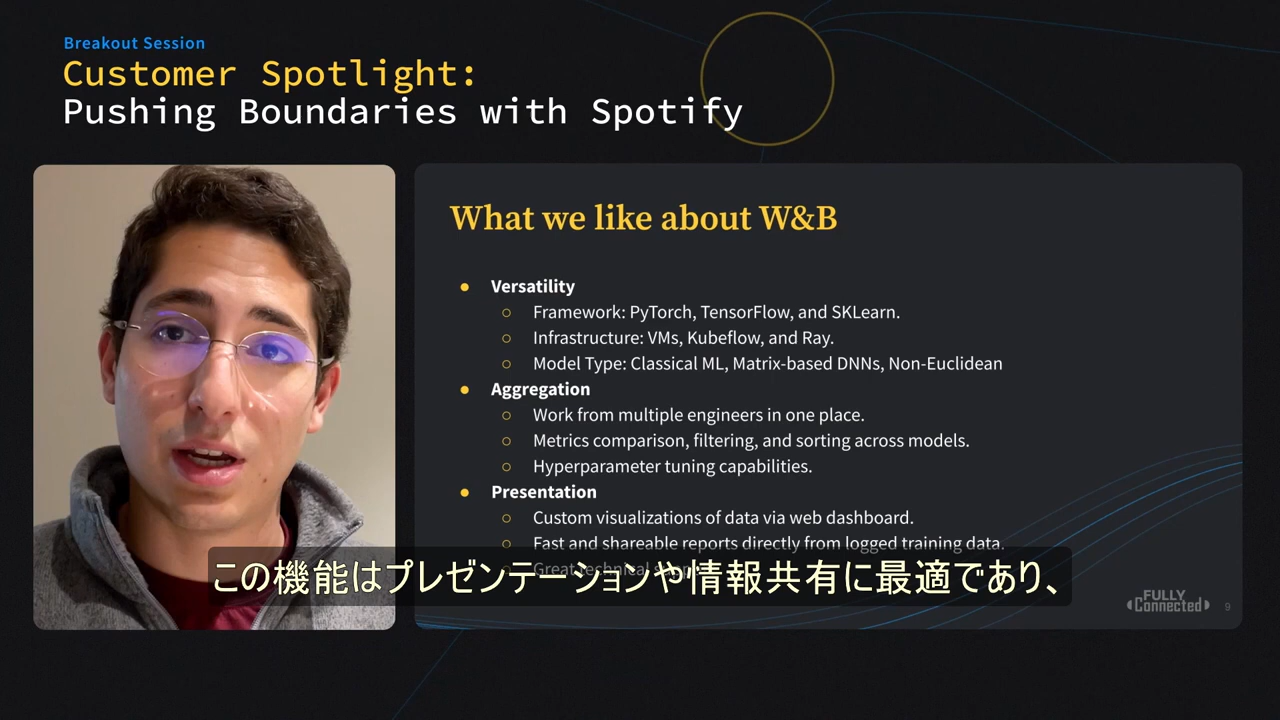 Breakout Session
Customer Spotlight:
Pushing Boundaries with Spotify
What we like about W&B
Versatility
Framework: PyTorch, TensorFlow, and SKLearn.
Infrastructure: VMs, Kubeflow, and Ray.
Model Type: Classical ML, Matrix-based DNNs, Non-Euclidean
Aggregation
Work from multiple engineers in one place.
Metrics comparison, filtering, and sorting across models.
Hyperparameter tuning capabilities.
Presentation
Custom visualizations of data via web dashboard.
Fast and shareable reports directly from logged training data.
Great technical
この機能はプレゼンテーションや情報共有に最適であり、
FULLY
Connected
9